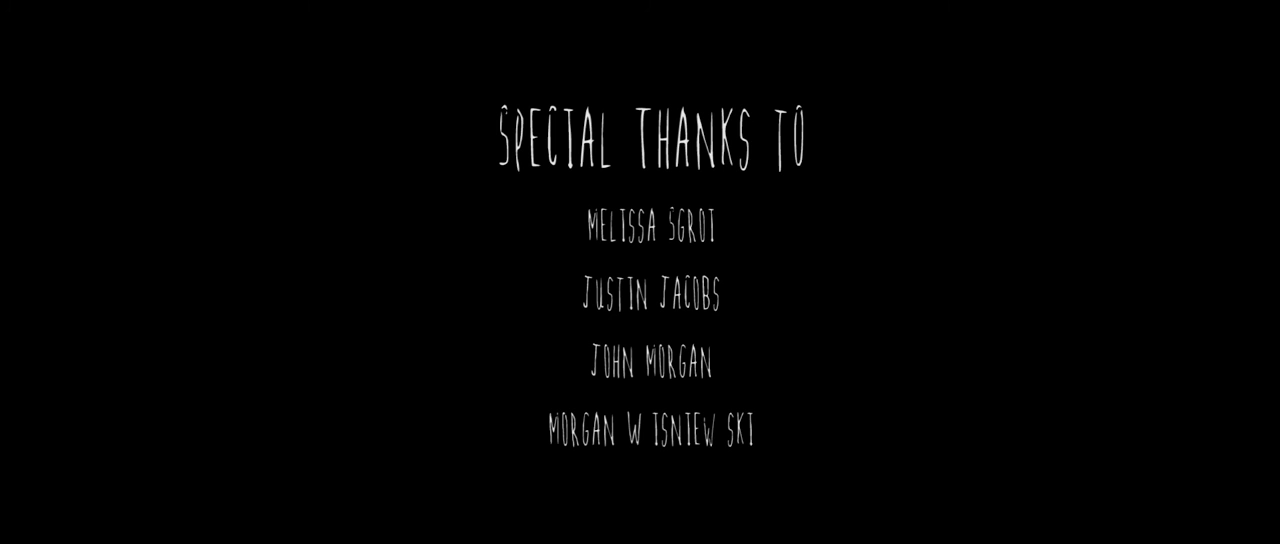 SPECIAL THANKS TO
MELISSA SGROI
JUSTIN JACOBS
JOHN MORGAN
MORGAN W ISNIEW SKI